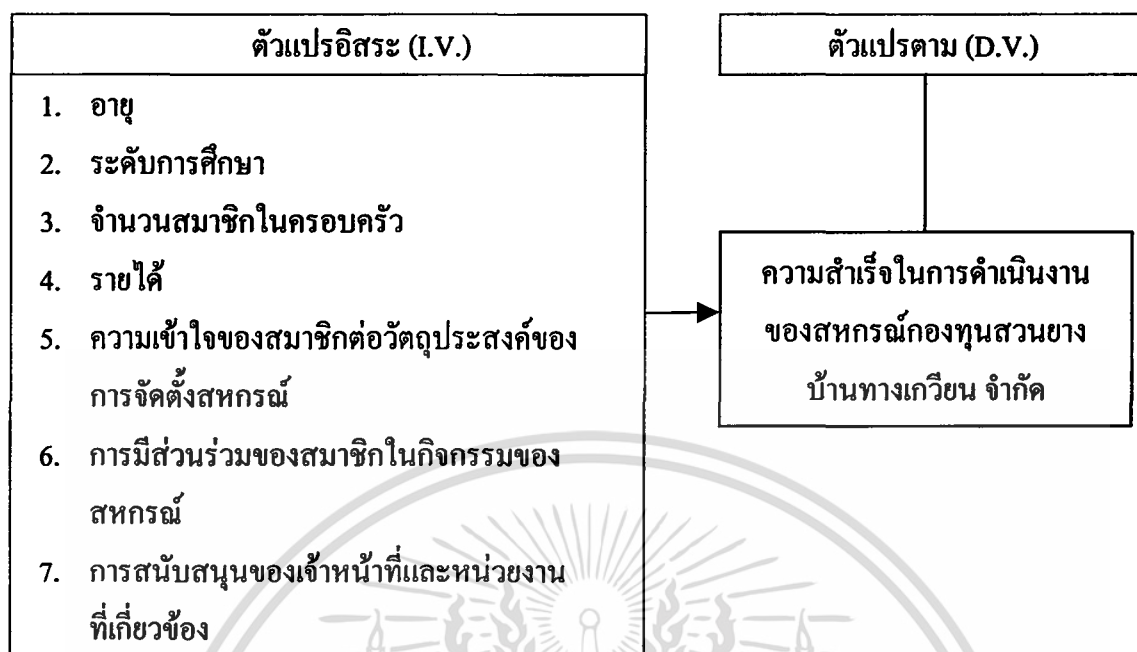 ตัวแปรอิสระ (I.V.)
1. อายุ
2. ระดับการศึกษา
3. จำนวนสมาชิกในครอบครัว
4. รายได้
5. ความเข้าใจของสมาชิกต่อวัตถุประสงค์ของ
การจัดตั้งสหกรณ์
6. การมีส่วนร่วมของสมาชิกในกิจกรรมของ
สหกรณ์
7. การสนับสนุนของเจ้าหน้าที่และหน่วยงาน
ที่เกี่ยวข้อง
ตัวแปรตาม (D.V.)
ความสำเร็จในการดำเนินงาน
ของสหกรณ์กองทุนสวนยาง
บ้านทางเกวียน จำกัด